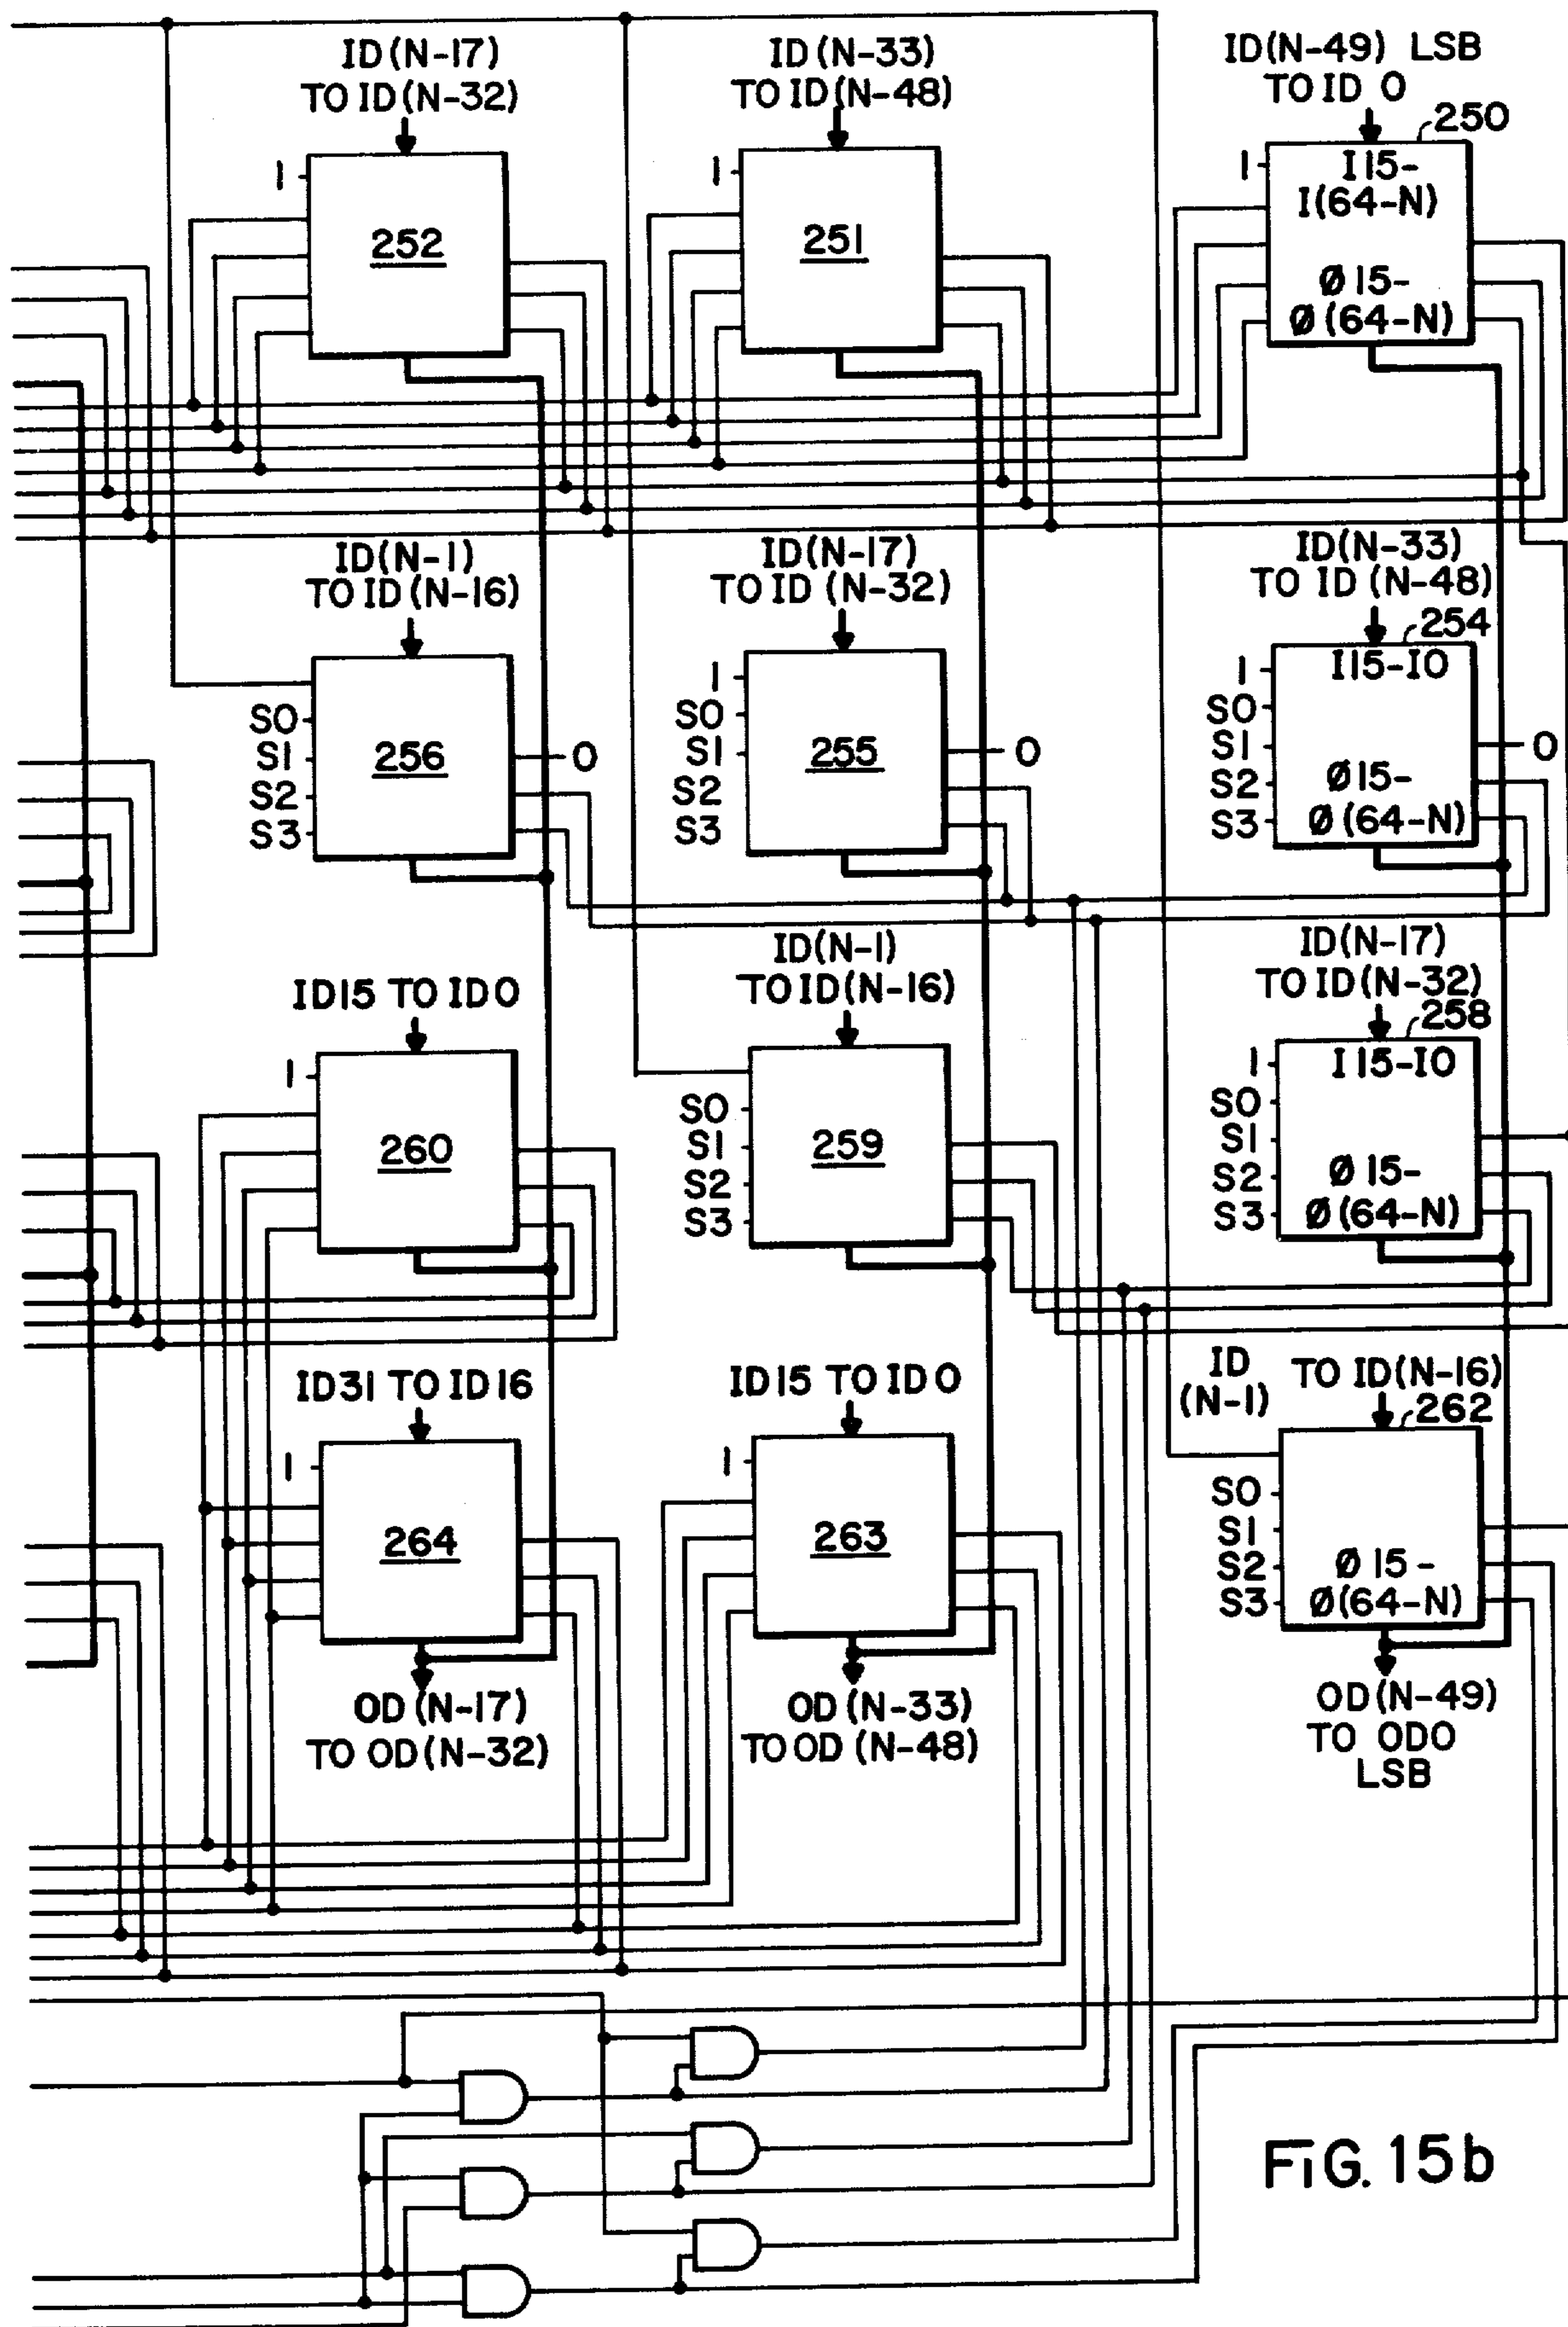 ID(N-17)
TO ID(N-32)
ID(N-33)
TO ID(N-48)
ID(N-49) LSB
TO ID 0
250
1
252
1
251
1
I15-
I(64-N)
Ø15-
Ø(64-N)
ID(N-1)
TO ID(N-16)
ID(N-17)
TO ID (N-32)
ID(N-33)
TO ID (N-48)
254
S0
S1
S2
S3
256
0
1
S0
S1
S2
S3
255
0
1
S0
S1
S2
S3
I15-I0
Ø15-
Ø(64-N)
0
ID15 TO ID0
ID(N-1)
TO ID(N-16)
ID(N-17)
TO ID(N-32)
258
1
260
S0
S1
S2
S3
259
1
S0
S1
S2
S3
I15-I0
Ø15-
Ø(64-N)
ID31 TO ID16
ID15 TO ID0
ID
(N-1)
TO ID(N-16)
262
1
264
1
263
S0
S1
S2
S3
Ø15-
Ø(64-N)
OD(N-17)
TO OD(N-32)
OD(N-33)
TO OD (N-48)
OD(N-49)
TO OD0
LSB
FIG. 15b